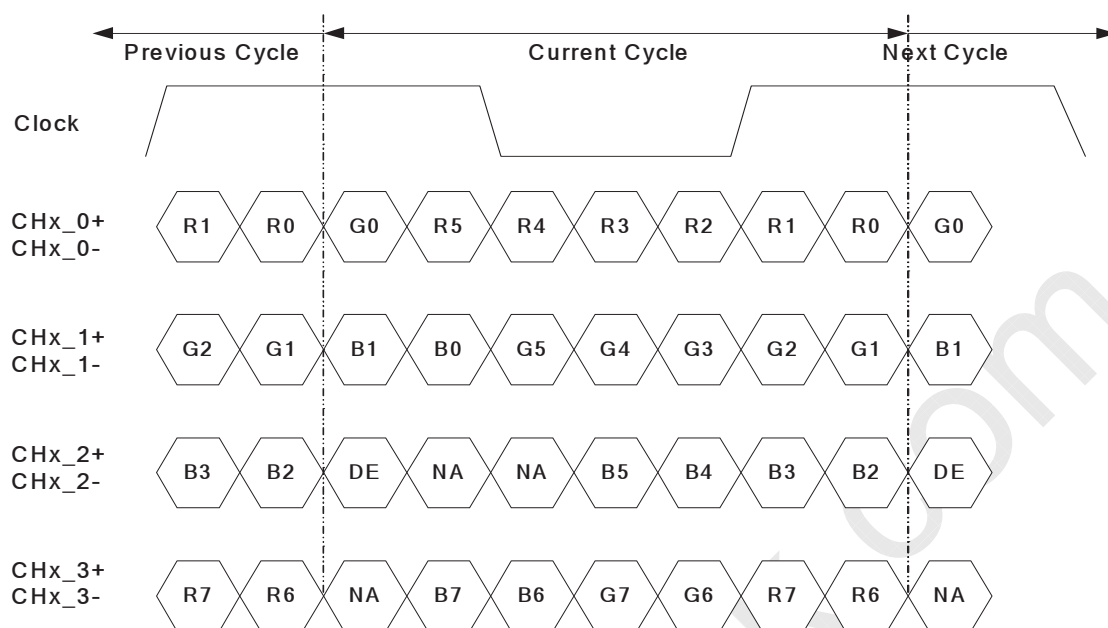 Previous Cycle Current Cycle Next Cycle
Clock
CHx_0+
CHx_0-
R1 R0 G0 R5 R4 R3 R2 R1 R0 G0
CHx_1+
CHx_1-
G2 G1 B1 B0 G5 G4 G3 G2 G1 B1
CHx_2+
CHx_2-
B3 B2 DE NA NA B5 B4 B3 B2 DE
CHx_3+
CHx_3-
R7 R6 NA B7 B6 G7 G6 R7 R6 NA
com